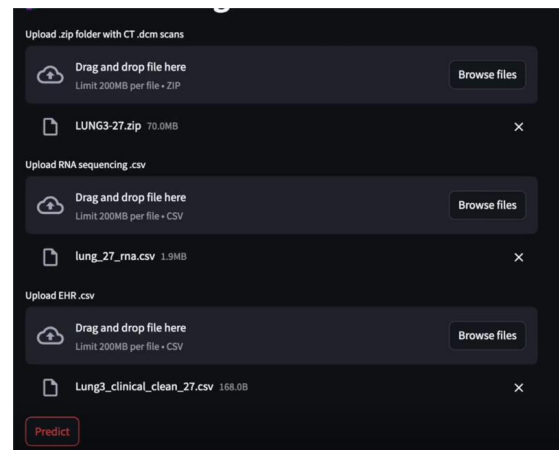 Upload .zip folder with CT .dcm scans
Drag and drop file here
Limit 200MB per file • ZIP
Browse files
LUNG3-27.zip 70.0MB
Upload RNA sequencing .csv
Drag and drop file here
Limit 200MB per file • CSV
Browse files
lung_27_rna.csv 1.9MB
Upload EHR .csv
Drag and drop file here
Limit 200MB per file • CSV
Browse files
Lung3_clinical_clean_27.csv 168.0B
Predict